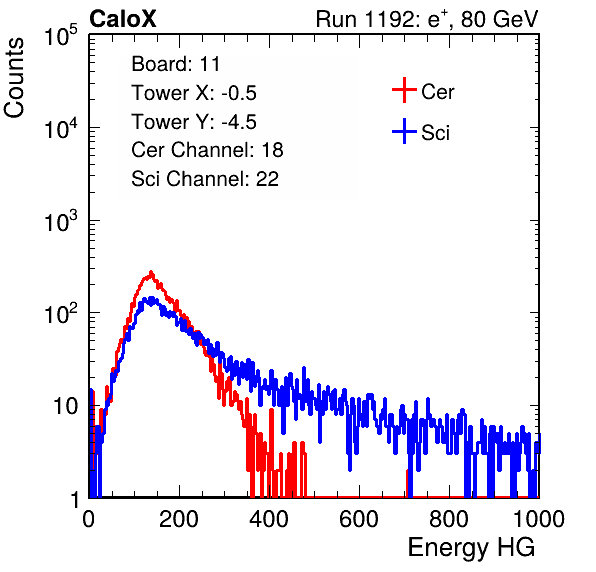 CaloX Run 1192: e⁺, 80 GeV
Counts
Board: 11
Tower X: -0.5
Tower Y: -4.5
Cer Channel: 18
Sci Channel: 22
Cer
Sci
10⁵
10⁴
10³
10²
10
1
0 200 400 600 800 1000
Energy HG